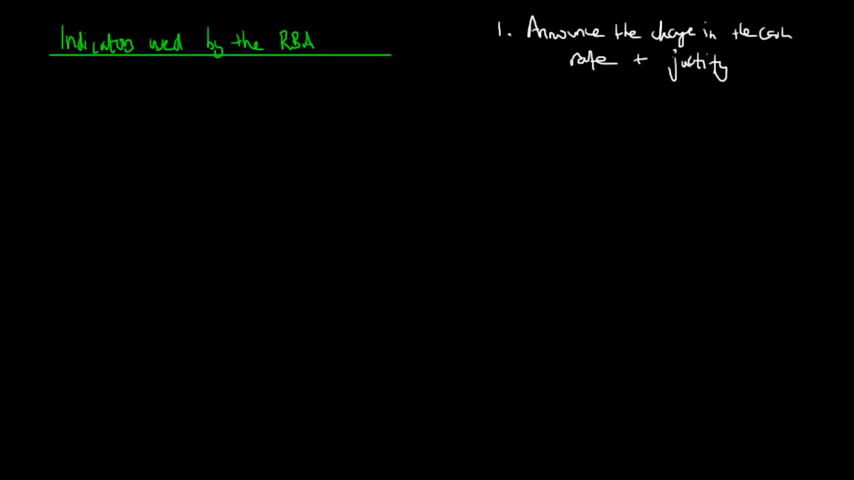 Indicators used by the RBA
1. Announce the change in the cash
rate + justify